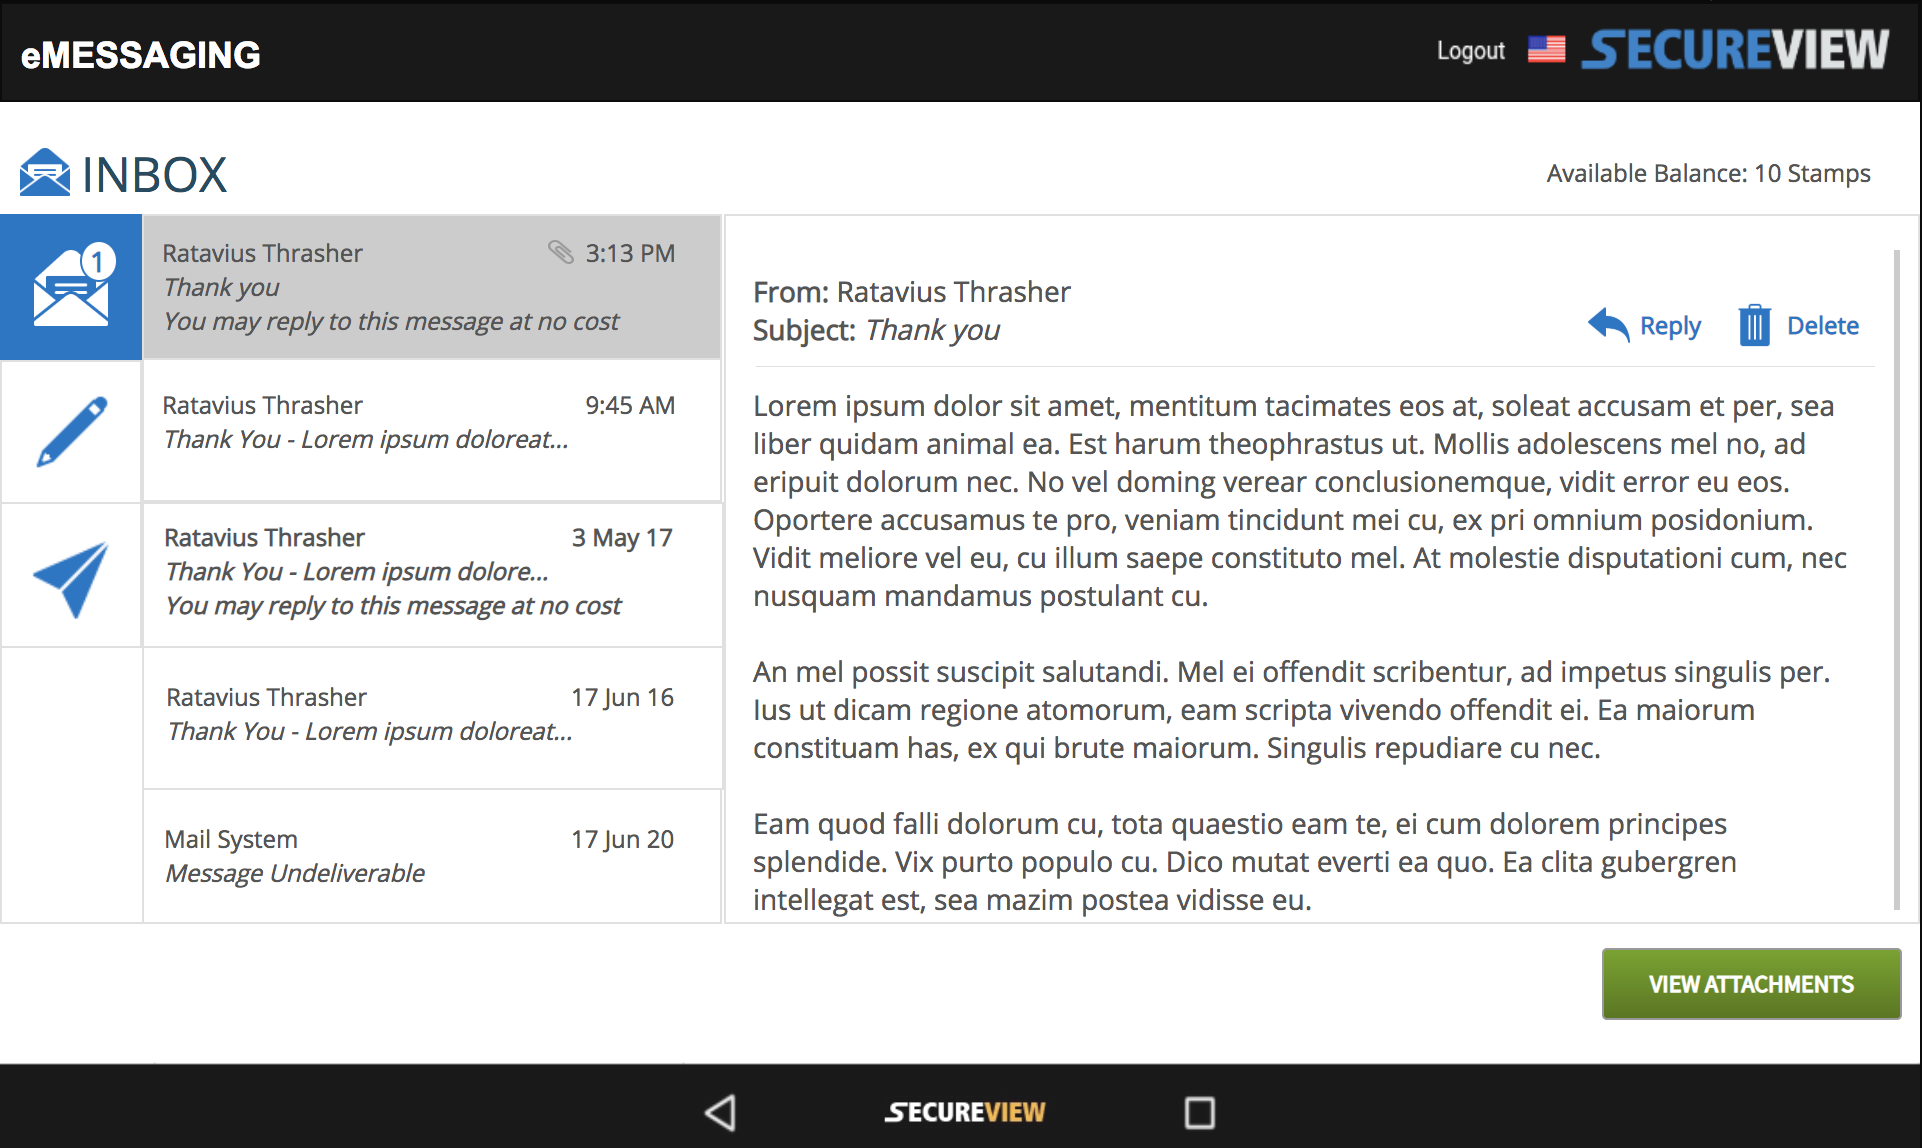 eMESSAGING
Logout
SECUREVIEW
INBOX
Available Balance: 10 Stamps
1
Ratavius Thrasher 3:13 PM
Thank you
You may reply to this message at no cost
Ratavius Thrasher 9:45 AM
Thank You - Lorem ipsum doloreat...
Ratavius Thrasher 3 May 17
Thank You - Lorem ipsum dolore...
You may reply to this message at no cost
Ratavius Thrasher 17 Jun 16
Thank You - Lorem ipsum doloreat...
Mail System 17 Jun 20
Message Undeliverable
From: Ratavius Thrasher
Subject: Thank you
Reply
Delete
Lorem ipsum dolor sit amet, mentitum tacimates eos at, soleat accusam et per, sea
liber quidam animal ea. Est harum theophrastus ut. Mollis adolescens mel no, ad
eripuit dolorum nec. No vel doming verear conclusionemque, vidit error eu eos.
Oportere accusamus te pro, veniam tincidunt mei cu, ex pri omnium posidonium.
Vidit meliore vel eu, cu illum saepe constituto mel. At molestie disputationi cum, nec
nusquam mandamus postulant cu.
An mel possit suscipit salutandi. Mel ei offendit scribentur, ad impetus singulis per.
Ius ut dicam regione atomorum, eam scripta vivendo offendit ei. Ea maiorum
constituam has, ex qui brute maiorum. Singulis repudiare cu nec.
Eam quod falli dolorum cu, tota quaestio eam te, ei cum dolorem principes
splendide. Vix purto populo cu. Dico mutat everti ea quo. Ea clita gubergren
intellegat est, sea mazim postea vidisse eu.
VIEW ATTACHMENTS
SECUREVIEW